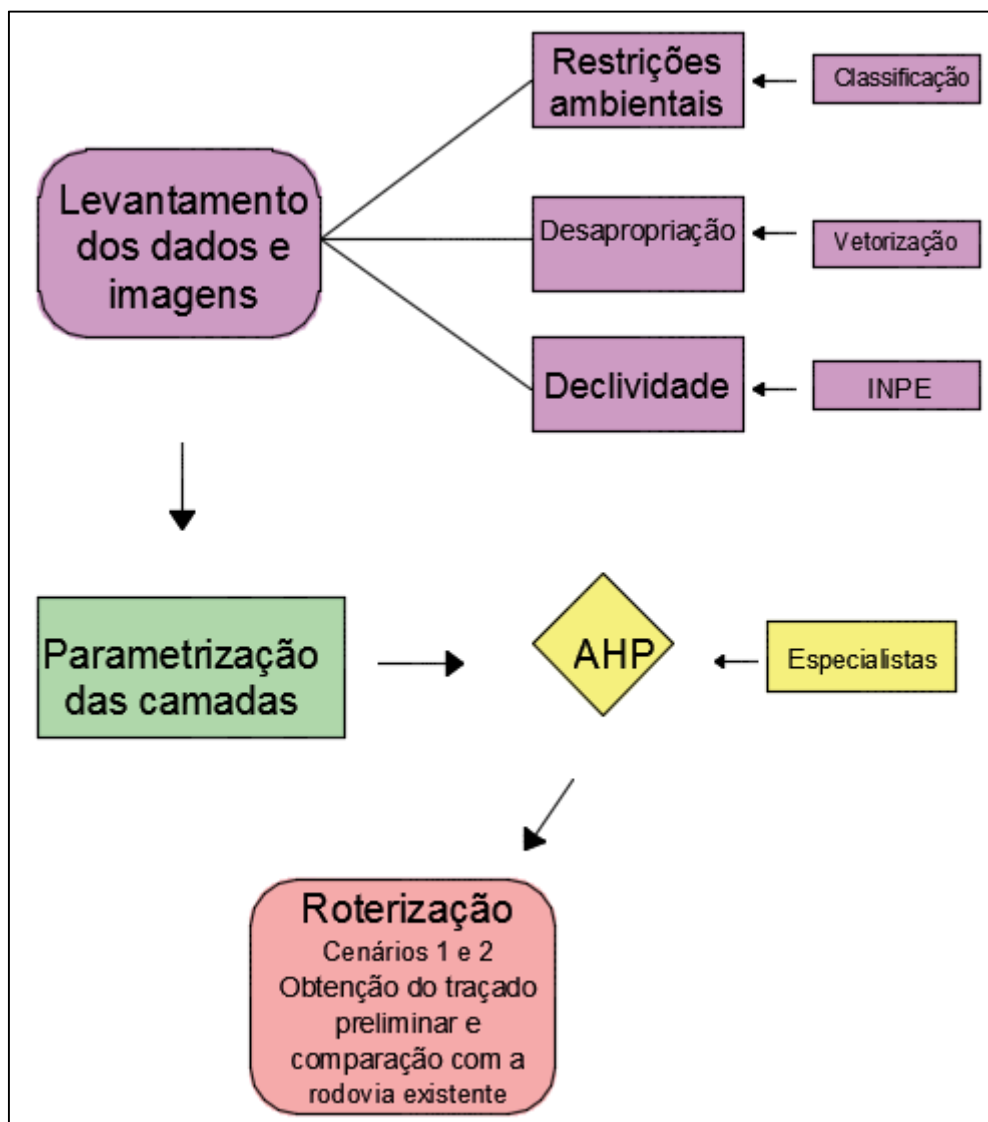 Restrições
ambientais
Classificação
Levantamento
dos dados e
imagens
Desapropriação
Vetorização
Declividade
INPE
Parametrização
das camadas
AHP
Especialistas
Roterização
Cenários 1 e 2
Obtenção do traçado
preliminar e
comparação com a
rodovia existente